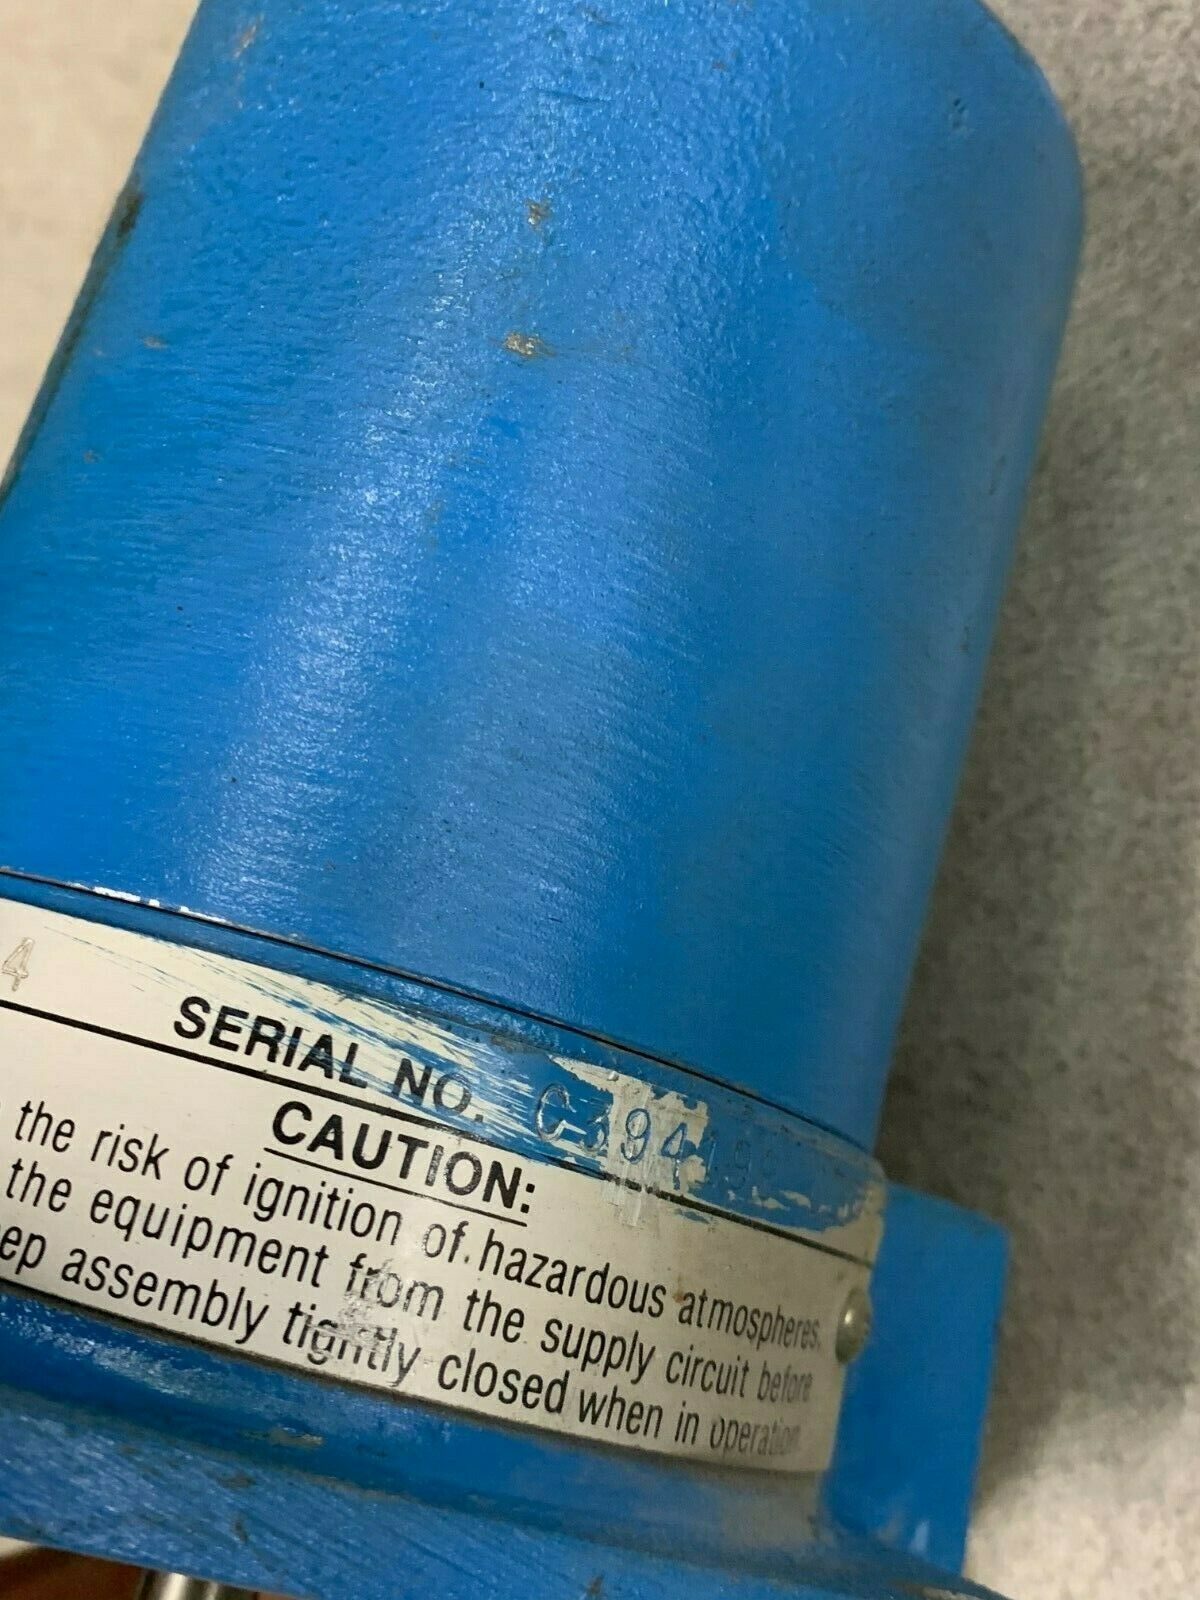 4 SERIAL NO. C394499
CAUTION:
the risk of ignition of hazardous atmospheres,
the equipment from the supply circuit before
ep assembly tightly closed when in operation